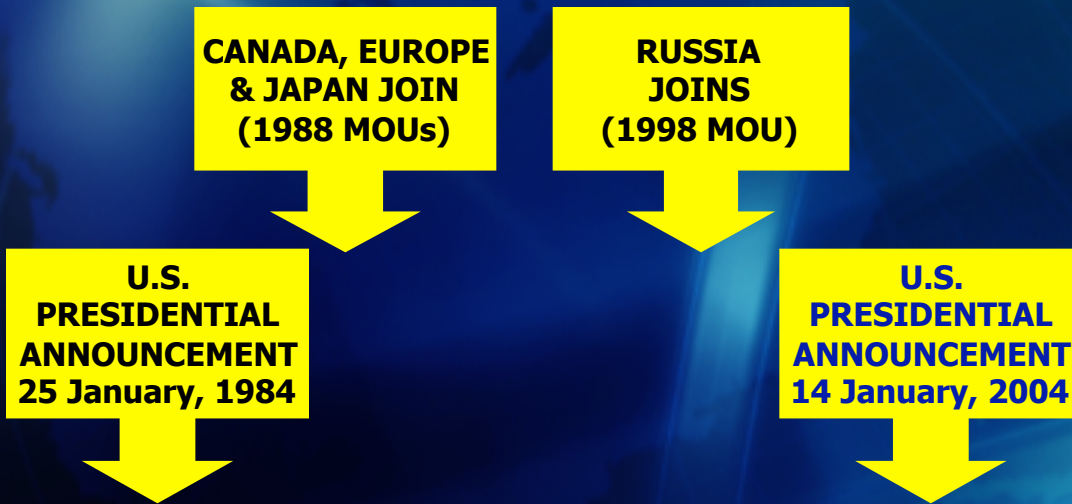 CANADA, EUROPE
& JAPAN JOIN
(1988 MOUs)
RUSSIA
JOINS
(1998 MOU)
U.S.
PRESIDENTIAL
ANNOUNCEMENT
25 January, 1984
U.S.
PRESIDENTIAL
ANNOUNCEMENT
14 January, 2004